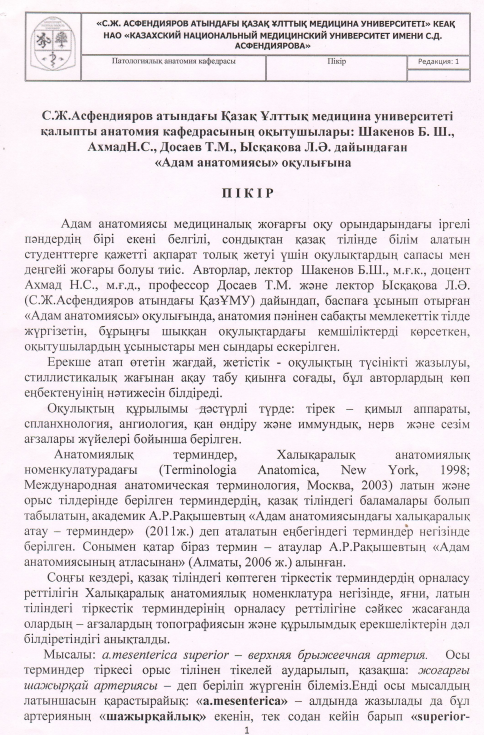 «С.Ж. АСФЕНДИЯРОВ АТЫНДАҒЫ ҚАЗАҚ ҰЛТТЫҚ МЕДИЦИНА УНИВЕРСИТЕТІ» КЕАҚ
НАО «КАЗАХСКИЙ НАЦИОНАЛЬНЫЙ МЕДИЦИНСКИЙ УНИВЕРСИТЕТ ИМЕНИ С.Д.
АСФЕНДИЯРОВА»
Патологиялық анатомия кафедрасы Пікір Редакция: 1
С.Ж.Асфендияров атындағы Қазақ Ұлттық медицина университеті
қалыпты анатомия кафедрасының оқытушылары: Шакенов Б. Ш.,
АхмадН.С., Досаев Т.М., Ысқақова Л.Ә. дайындаған
«Адам анатомиясы» оқулығына
П І К І Р
Адам анатомиясы медициналық жоғарғы оқу орындарындағы іргелі
пәндердің бірі екені белгілі, сондықтан қазақ тілінде білім алатын
студенттерге қажетті ақпарат толық жетуі үшін оқулықтардың сапасы мен
деңгейі жоғары болуы тиіс. Авторлар, лектор Шакенов Б.Ш., м.ғ.к., доцент
Ахмад Н.С., м.ғ.д., профессор Досаев Т.М. және лектор Ысқақова Л.Ә.
(С.Ж.Асфендияров атындағы ҚазҰМУ) дайындап, баспаға ұсынып отырған
«Адам анатомиясы» оқулығында, анатомия пәнінен сабақты мемлекеттік тілде
жүргізетін, бұрыңғы шыққан оқулықтардағы кемшіліктерді көрсеткен,
оқытушылардың ұсыныстары мен сындары ескерілген.
Ерекше атап өтетін жағдай, жетістік - оқулықтың түсінікті жазылуы,
стиллистикалық жағынан ақау табу қиынға соғады, бұл авторлардың көп
еңбектенуінің нәтижесін білдіреді.
Оқулықтың құрылымы дәстүрлі түрде: тірек – қимыл аппараты,
спланхнология, ангиология, қан өндіру және иммундық, нерв және сезім
ағзалары жүйелері бойынша берілген.
Анатомиялық терминдер, Халықаралық анатомиялық
номенкулатурадағы (Terminologia Anatomica, New York, 1998;
Международная анатомическая терминология, Москва, 2003) латын және
орыс тілдерінде берілген терминдердің, қазақ тіліндегі баламалары болып
табылатын, академик А.Р.Рақышевтың «Адам анатомиясындағы халықаралық
атау – терминдер» (2011ж.) деп аталатын еңбегіндегі терминдер негізінде
берілген. Сонымен қатар біраз термин – атаулар А.Р.Рақышевтың «Адам
анатомиясының атласынан» (Алматы, 2006 ж.) алынған.
Соңғы кездері, қазақ тіліндегі көптеген тіркестік терминдердің орналасу
реттілігін Халықаралық анатомиялық номенклатура негізінде, яғни, латын
тіліндегі тіркестік терминдерінің орналасу реттілігіне сәйкес жасағанда
олардың – ағзалардың топографиясын және құрылымдық ерекшеліктерін дәл
білдіретіндігі анықталды.
Мысалы: a.mesenterica superior – верхняя брыжеечная артерия. Осы
терминдер тіркесі орыс тілінен тікелей аударылып, қазақша: жоғарғы
шажырқай артериясы – деп беріліп жүргенін білеміз.Енді осы мысалдың
латыншасын қарастырайық: «a.mesenterica» – алдында жазылады да бұл
артерияның «шажырқайлық» екенін, тек содан кейін барып «superior-
1